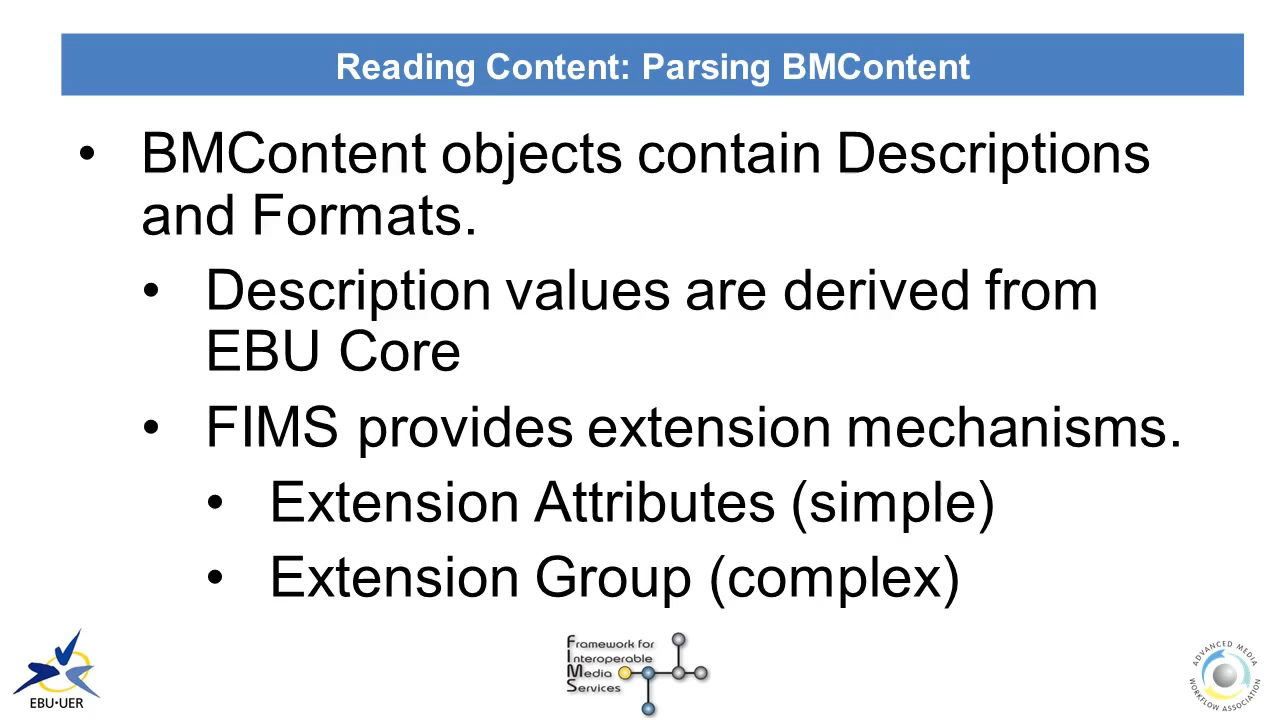 Reading Content: Parsing BMContent
• BMContent objects contain Descriptions
and Formats.
• Description values are derived from
EBU Core
• FIMS provides extension mechanisms.
• Extension Attributes (simple)
• Extension Group (complex)
EBU•UER
Framework for
Interoperable
Media
Services
ADVANCED MEDIA
WORKFLOW ASSOCIATION